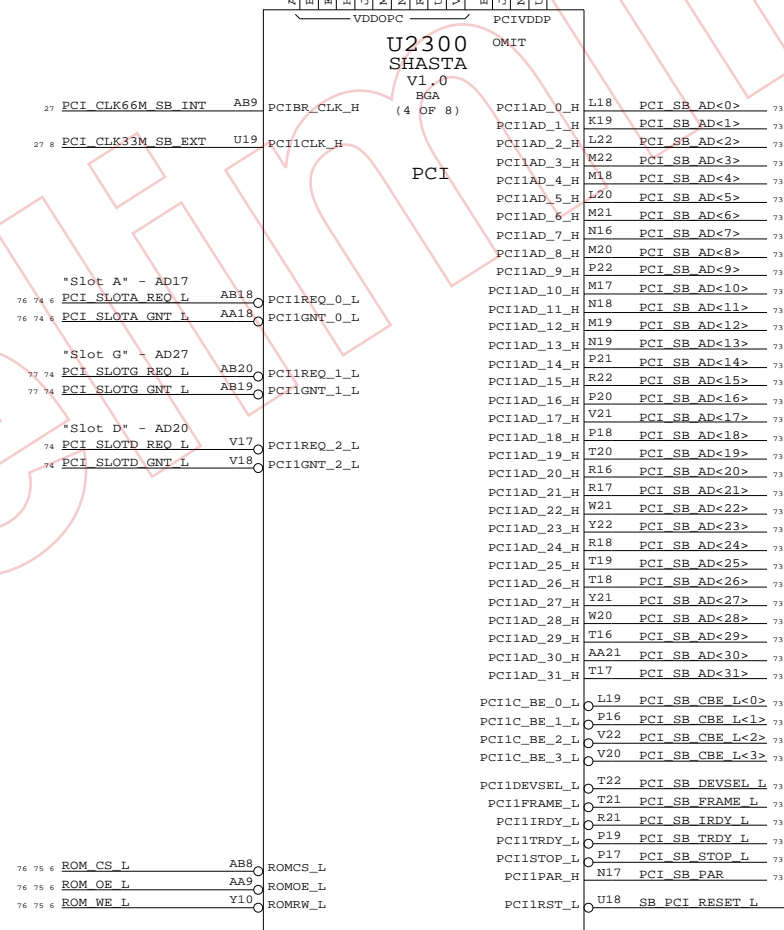 VDDOPC PCIVDDP
U2300 OMIT
SHASTA
V1.0
BGA
(4 OF 8)
PCI
27 PCI_CLK66M_SB_INT AB9 PCIBR_CLK_H
27 8 PCI_CLK33M_SB_EXT U19 PCI1CLK_H
"Slot A" - AD17
76 74 6 PCI_SLOTA_REQ_L AB18 PCI1REQ_0_L
76 74 6 PCI_SLOTA_GNT_L AA18 PCI1GNT_0_L
"Slot G" - AD27
77 74 PCI_SLOTG_REQ_L AB20 PCI1REQ_1_L
77 74 PCI_SLOTG_GNT_L AB19 PCI1GNT_1_L
"Slot D" - AD20
74 PCI_SLOTD_REQ_L V17 PCI1REQ_2_L
74 PCI_SLOTD_GNT_L V18 PCI1GNT_2_L
76 75 6 ROM_CS_L AB8 ROMCS_L
76 75 6 ROM_OE_L AA9 ROMOE_L
76 75 6 ROM_WE_L Y10 ROMRW_L
PCI1AD_0_H L18 PCI_SB_AD<0> 73
PCI1AD_1_H K19 PCI_SB_AD<1> 73
PCI1AD_2_H L22 PCI_SB_AD<2> 73
PCI1AD_3_H M22 PCI_SB_AD<3> 73
PCI1AD_4_H M18 PCI_SB_AD<4> 73
PCI1AD_5_H L20 PCI_SB_AD<5> 73
PCI1AD_6_H M21 PCI_SB_AD<6> 73
PCI1AD_7_H N16 PCI_SB_AD<7> 73
PCI1AD_8_H M20 PCI_SB_AD<8> 73
PCI1AD_9_H P22 PCI_SB_AD<9> 73
PCI1AD_10_H M17 PCI_SB_AD<10> 73
PCI1AD_11_H N18 PCI_SB_AD<11> 73
PCI1AD_12_H M19 PCI_SB_AD<12> 73
PCI1AD_13_H N19 PCI_SB_AD<13> 73
PCI1AD_14_H P21 PCI_SB_AD<14> 73
PCI1AD_15_H R22 PCI_SB_AD<15> 73
PCI1AD_16_H P20 PCI_SB_AD<16> 73
PCI1AD_17_H V21 PCI_SB_AD<17> 73
PCI1AD_18_H P18 PCI_SB_AD<18> 73
PCI1AD_19_H T20 PCI_SB_AD<19> 73
PCI1AD_20_H R16 PCI_SB_AD<20> 73
PCI1AD_21_H R17 PCI_SB_AD<21> 73
PCI1AD_22_H W21 PCI_SB_AD<22> 73
PCI1AD_23_H Y22 PCI_SB_AD<23> 73
PCI1AD_24_H R18 PCI_SB_AD<24> 73
PCI1AD_25_H T19 PCI_SB_AD<25> 73
PCI1AD_26_H T18 PCI_SB_AD<26> 73
PCI1AD_27_H Y21 PCI_SB_AD<27> 73
PCI1AD_28_H W20 PCI_SB_AD<28> 73
PCI1AD_29_H T16 PCI_SB_AD<29> 73
PCI1AD_30_H AA21 PCI_SB_AD<30> 73
PCI1AD_31_H T17 PCI_SB_AD<31> 73
PCI1C_BE_0_L L19 PCI_SB_CBE_L<0> 73
PCI1C_BE_1_L P16 PCI_SB_CBE_L<1> 73
PCI1C_BE_2_L V22 PCI_SB_CBE_L<2> 73
PCI1C_BE_3_L V20 PCI_SB_CBE_L<3> 73
PCI1DEVSEL_L T22 PCI_SB_DEVSEL_L 73
PCI1FRAME_L T21 PCI_SB_FRAME_L 73
PCI1IRDY_L R21 PCI_SB_IRDY_L 73
PCI1TRDY_L P19 PCI_SB_TRDY_L 73
PCI1STOP_L P17 PCI_SB_STOP_L 73
PCI1PAR_H N17 PCI_SB_PAR 73
PCI1RST_L U18 SB_PCI_RESET_L